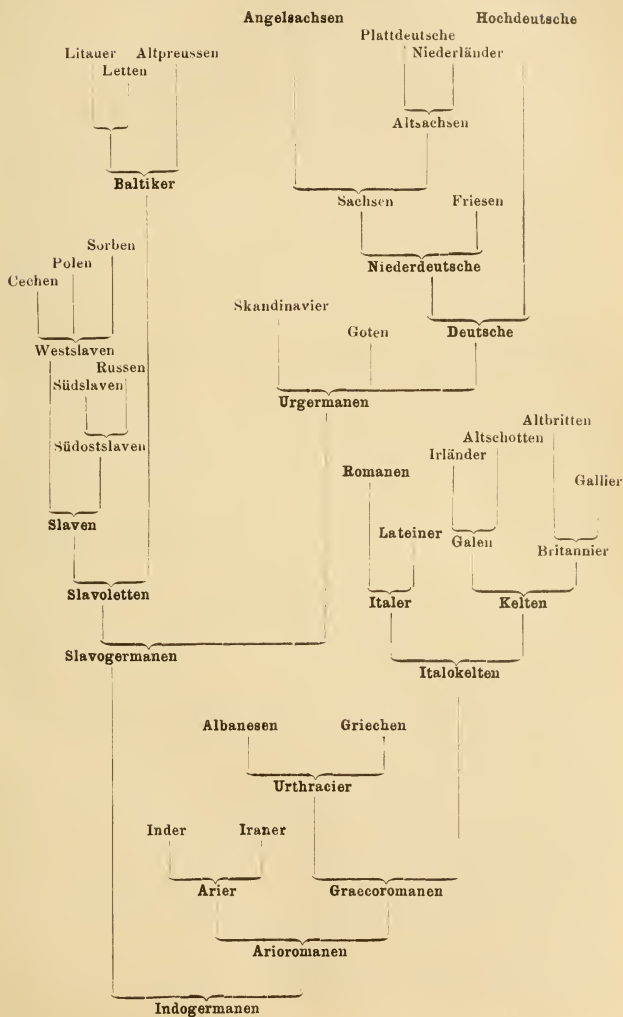 Angelsachsen Hochdeutsche
Plattdeutsche
Litauer Altpreussen Niederländer
Letten
Altsachsen
Baltiker
Sachsen Friesen
Sorben
Polen Niederdeutsche
Cechen
Skandinavier
Goten Deutsche
Westslaven
Russen
Südslaven
Urgermanen
Altbritten
Altschotten
Südostslaven
Irländer
Romanen
Gallier
Slaven
Lateiner
Galen
Britannier
Slavoletten Italer Kelten
Slavogermanen
Italokelten
Albanesen Griechen
Urthracier
Inder Iraner
Arier Graecoromanen
Arioromanen
Indogermanen